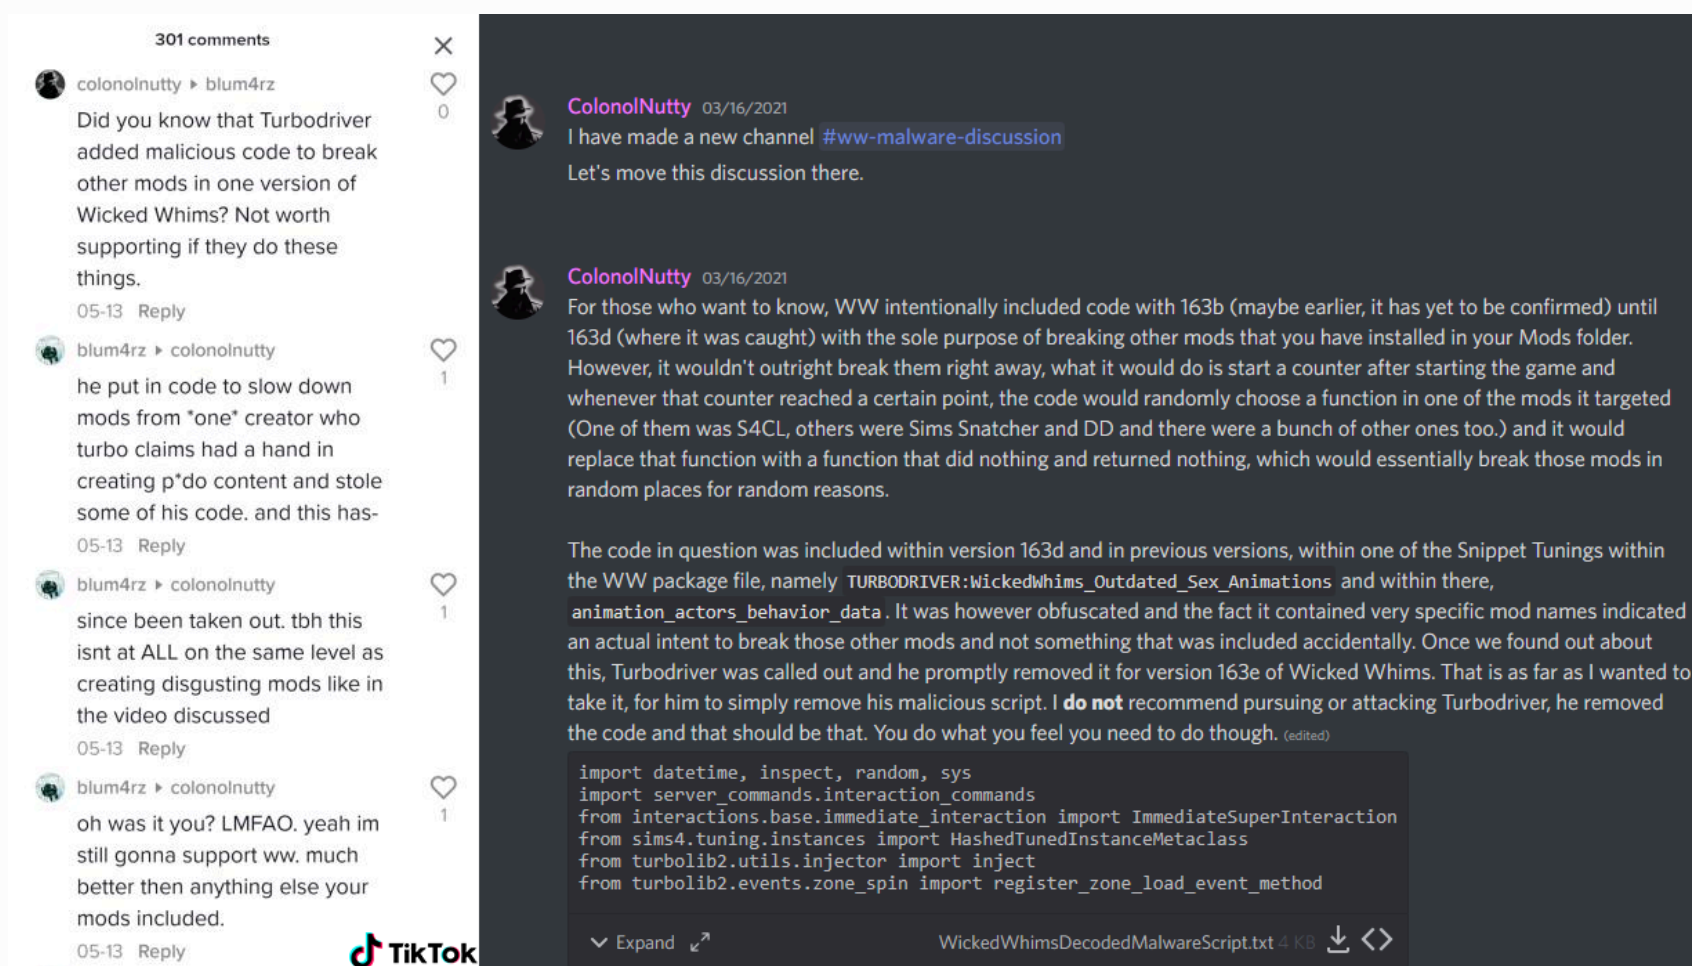 301 comments
colonolnutty ▸ blum4rz
0
Did you know that Turbodriver
added malicious code to break
other mods in one version of
Wicked Whims? Not worth
supporting if they do these
things.
05-13 Reply
blum4rz ▸ colonolnutty
1
he put in code to slow down
mods from *one* creator who
turbo claims had a hand in
creating p*do content and stole
some of his code. and this has-
05-13 Reply
blum4rz ▸ colonolnutty
1
since been taken out. tbh this
isnt at ALL on the same level as
creating disgusting mods like in
the video discussed
05-13 Reply
blum4rz ▸ colonolnutty
1
oh was it you? LMFAO. yeah im
still gonna support ww. much
better then anything else your
mods included.
05-13 Reply
TikTok
ColonolNutty 03/16/2021
I have made a new channel #ww-malware-discussion
Let's move this discussion there.
ColonolNutty 03/16/2021
For those who want to know, WW intentionally included code with 163b (maybe earlier, it has yet to be confirmed) until
163d (where it was caught) with the sole purpose of breaking other mods that you have installed in your Mods folder.
However, it wouldn't outright break them right away, what it would do is start a counter after starting the game and
whenever that counter reached a certain point, the code would randomly choose a function in one of the mods it targeted
(One of them was S4CL, others were Sims Snatcher and DD and there were a bunch of other ones too.) and it would
replace that function with a function that did nothing and returned nothing, which would essentially break those mods in
random places for random reasons.
The code in question was included within version 163d and in previous versions, within one of the Snippet Tunings within
the WW package file, namely TURBODRIVER:WickedWhims_Outdated_Sex_Animations and within there,
animation_actors_behavior_data. It was however obfuscated and the fact it contained very specific mod names indicated
an actual intent to break those other mods and not something that was included accidentally. Once we found out about
this, Turbodriver was called out and he promptly removed it for version 163e of Wicked Whims. That is as far as I wanted to
take it, for him to simply remove his malicious script. I do not recommend pursuing or attacking Turbodriver, he removed
the code and that should be that. You do what you feel you need to do though. (edited)
import datetime, inspect, random, sys
import server_commands.interaction_commands
from interactions.base.immediate_interaction import ImmediateSuperInteraction
from sims4.tuning.instances import HashedTunedInstanceMetaclass
from turbolib2.utils.injector import inject
from turbolib2.events.zone_spin import register_zone_load_event_method
Expand WickedWhimsDecodedMalwareScript.txt 4 KB